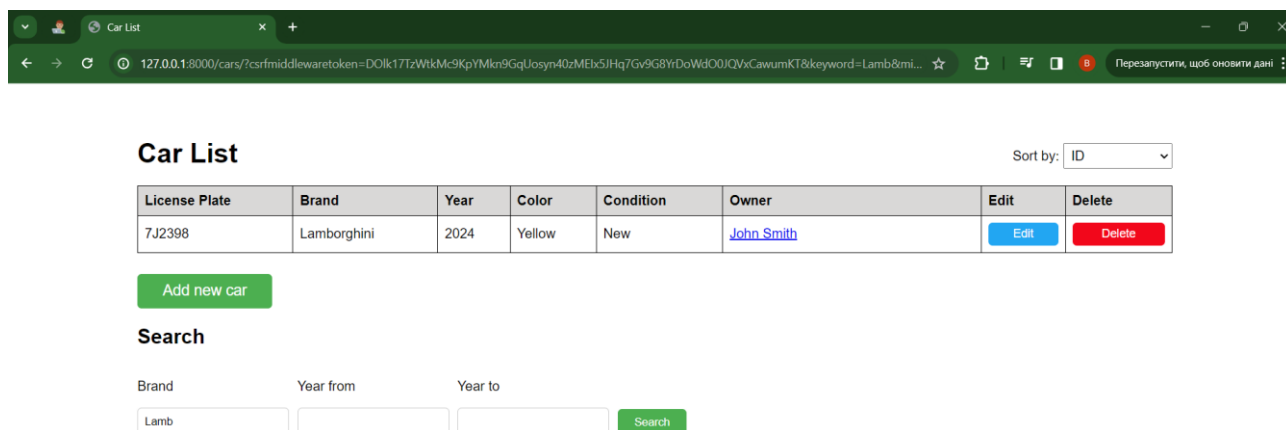 Car List
127.0.0.1:8000/cars/?csrfmiddlewaretoken=DOlk17TzWtkMc9KpYMkn9GqUosyn40zMEIx5JHq7Gv9G8YrDoWdO0JQVxCawumKT&keyword=Lamb&mi...
B
Перезапустити, щоб оновити дані
Car List
Sort by: ID
License Plate Brand Year Color Condition Owner Edit Delete
7J2398 Lamborghini 2024 Yellow New John Smith Edit Delete
Add new car
Search
Brand Year from Year to
Lamb Search